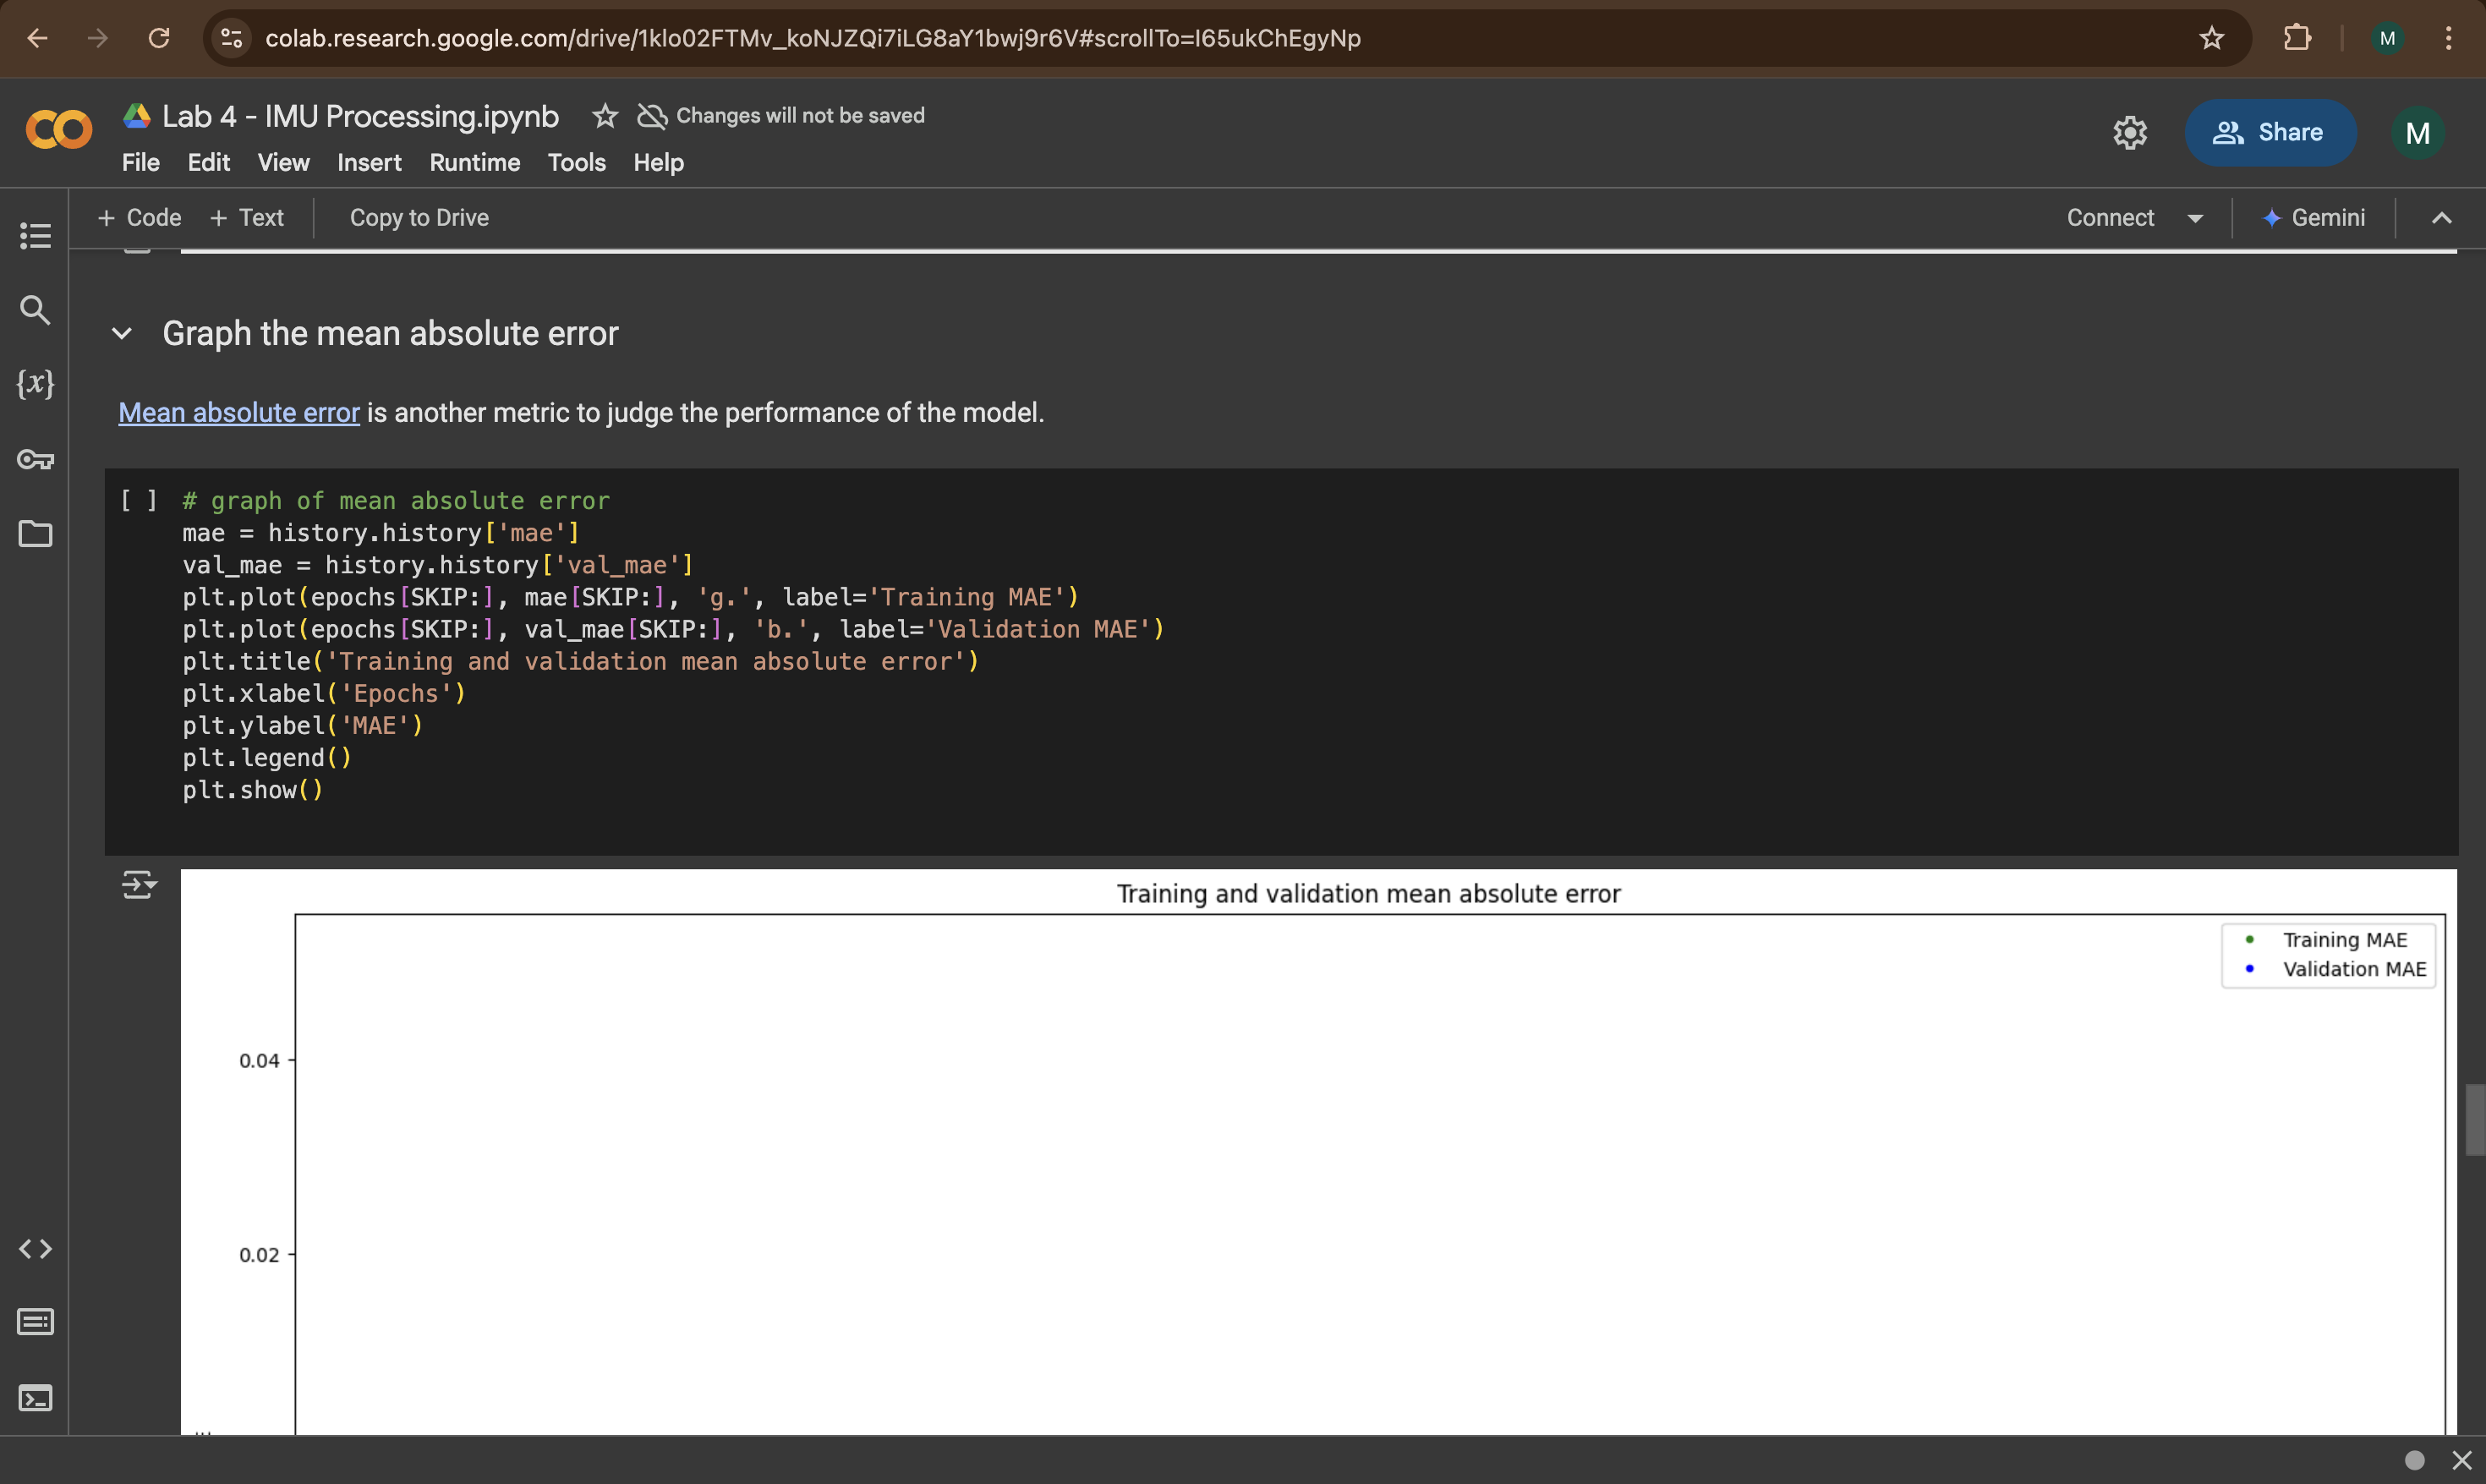 colab.research.google.com/drive/1klo02FTMv_koNJZQi7iLG8aY1bwj9r6V#scrollTo=I65ukChEgyNp
M
Lab 4 - IMU Processing.ipynb
Changes will not be saved
File Edit View Insert Runtime Tools Help
Share
M
+ Code + Text
Copy to Drive
Connect
Gemini
{x}
Graph the mean absolute error
Mean absolute error is another metric to judge the performance of the model.
[ ] # graph of mean absolute error
mae = history.history['mae']
val_mae = history.history['val_mae']
plt.plot(epochs[SKIP:], mae[SKIP:], 'g.', label='Training MAE')
plt.plot(epochs[SKIP:], val_mae[SKIP:], 'b.', label='Validation MAE')
plt.title('Training and validation mean absolute error')
plt.xlabel('Epochs')
plt.ylabel('MAE')
plt.legend()
plt.show()
Training and validation mean absolute error
Training MAE
Validation MAE
0.04
0.02